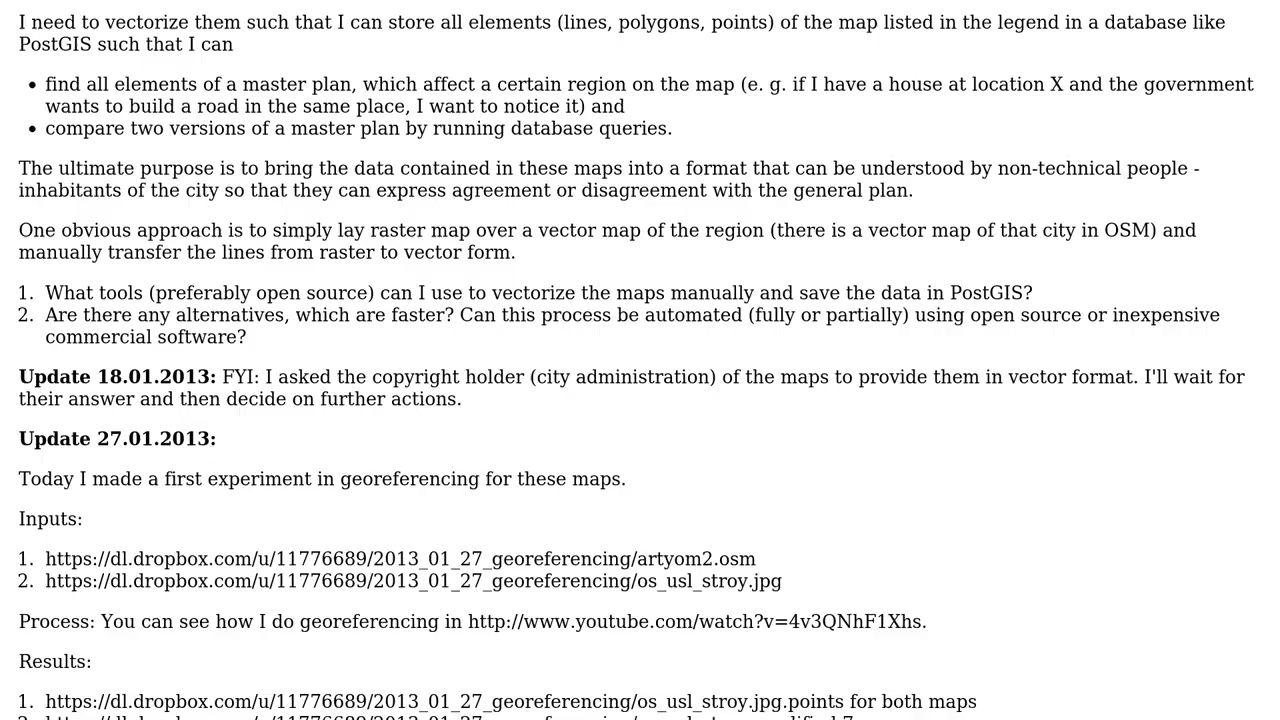 I need to vectorize them such that I can store all elements (lines, polygons, points) of the map listed in the legend in a database like
PostGIS such that I can
• find all elements of a master plan, which affect a certain region on the map (e. g. if I have a house at location X and the government
wants to build a road in the same place, I want to notice it) and
• compare two versions of a master plan by running database queries.
The ultimate purpose is to bring the data contained in these maps into a format that can be understood by non-technical people -
inhabitants of the city so that they can express agreement or disagreement with the general plan.
One obvious approach is to simply lay raster map over a vector map of the region (there is a vector map of that city in OSM) and
manually transfer the lines from raster to vector form.
1. What tools (preferably open source) can I use to vectorize the maps manually and save the data in PostGIS?
2. Are there any alternatives, which are faster? Can this process be automated (fully or partially) using open source or inexpensive
commercial software?
Update 18.01.2013: FYI: I asked the copyright holder (city administration) of the maps to provide them in vector format. I'll wait for
their answer and then decide on further actions.
Update 27.01.2013:
Today I made a first experiment in georeferencing for these maps.
Inputs:
1. https://dl.dropbox.com/u/11776689/2013_01_27_georeferencing/artyom2.osm
2. https://dl.dropbox.com/u/11776689/2013_01_27_georeferencing/os_usl_stroy.jpg
Process: You can see how I do georeferencing in http://www.youtube.com/watch?v=4v3QNhF1Xhs.
Results:
1. https://dl.dropbox.com/u/11776689/2013_01_27_georeferencing/os_usl_stroy.jpg.points for both maps